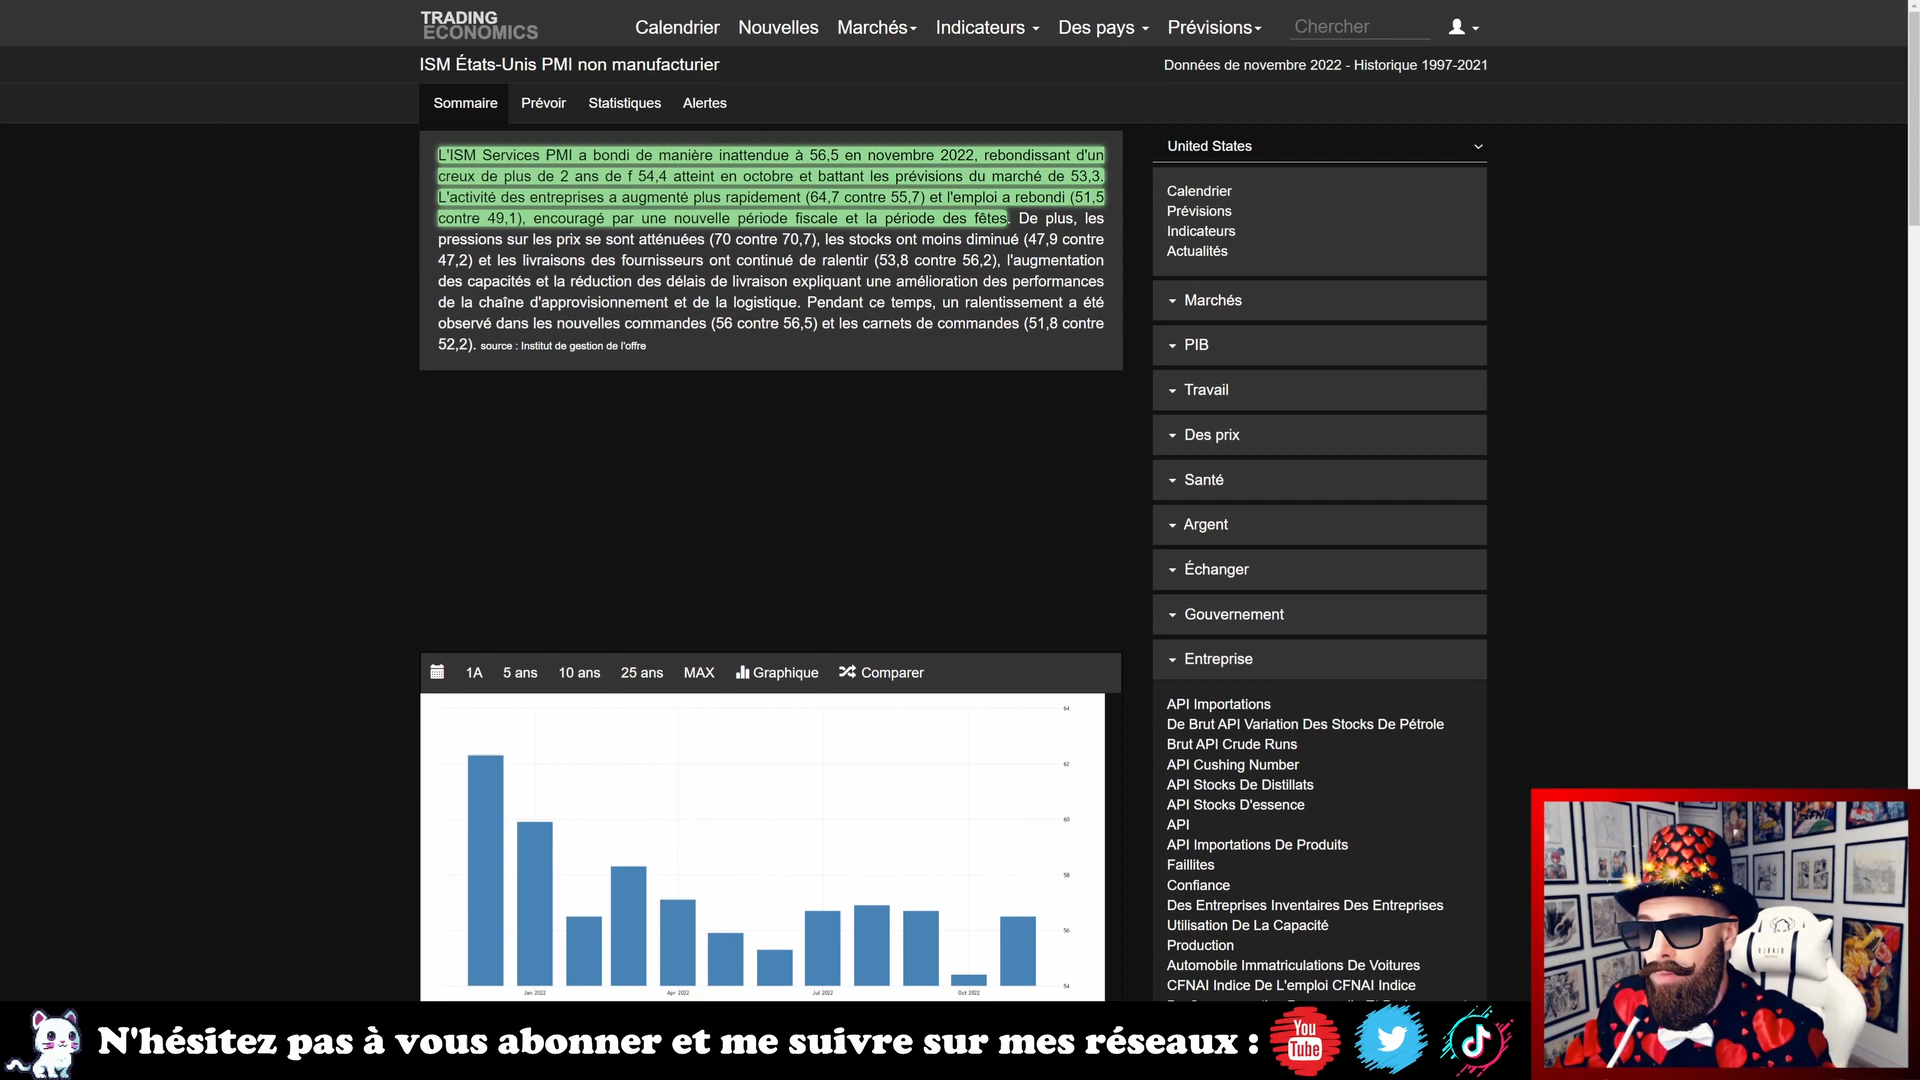 TRADING
ECONOMICS
Calendrier Nouvelles Marchés Indicateurs Des pays Prévisions Chercher
ISM États-Unis PMI non manufacturier
Données de novembre 2022 - Historique 1997-2021
Sommaire Prévoir Statistiques Alertes
L'ISM Services PMI a bondi de manière inattendue à 56,5 en novembre 2022, rebondissant d'un
creux de plus de 2 ans de f 54,4 atteint en octobre et battant les prévisions du marché de 53,3.
L'activité des entreprises a augmenté plus rapidement (64,7 contre 55,7) et l'emploi a rebondi (51,5
contre 49,1), encouragé par une nouvelle période fiscale et la période des fêtes. De plus, les
pressions sur les prix se sont atténuées (70 contre 70,7), les stocks ont moins diminué (47,9 contre
47,2) et les livraisons des fournisseurs ont continué de ralentir (53,8 contre 56,2), l'augmentation
des capacités et la réduction des délais de livraison expliquant une amélioration des performances
de la chaîne d'approvisionnement et de la logistique. Pendant ce temps, un ralentissement a été
observé dans les nouvelles commandes (56 contre 56,5) et les carnets de commandes (51,8 contre
52,2). source : Institut de gestion de l'offre
United States
Calendrier
Prévisions
Indicateurs
Actualités
Marchés
PIB
Travail
Des prix
Santé
Argent
Échanger
Gouvernement
Entreprise
API Importations
De Brut API Variation Des Stocks De Pétrole
Brut API Crude Runs
API Cushing Number
API Stocks De Distillats
API Stocks D'essence
API
API Importations De Produits
Faillites
Confiance
Des Entreprises Inventaires Des Entreprises
Utilisation De La Capacité
Production
Automobile Immatriculations De Voitures
CFNAI Indice De L'emploi CFNAI Indice
1A 5 ans 10 ans 25 ans MAX Graphique Comparer
64
62
60
58
56
54
Jan 2022 Apr 2022 Jul 2022 Oct 2022
N'hésitez pas à vous abonner et me suivre sur mes réseaux :
You
Tube